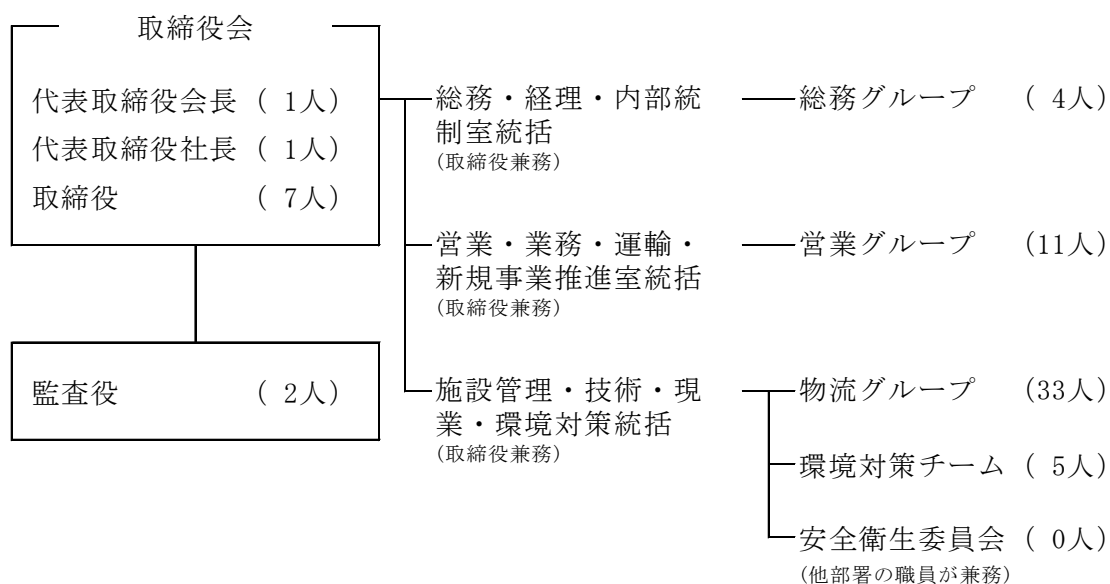 取締役会
代表取締役会長 ( 1人)
代表取締役社長 ( 1人)
取締役 ( 7人)
監査役 ( 2人)
総務・経理・内部統
制室統括
(取締役兼務)
総務グループ ( 4人)
営業・業務・運輸・
新規事業推進室統括
(取締役兼務)
営業グループ (11人)
施設管理・技術・現
業・環境対策統括
(取締役兼務)
物流グループ (33人)
環境対策チーム ( 5人)
安全衛生委員会 ( 0人)
(他部署の職員が兼務)